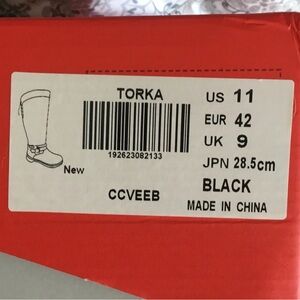 TORKA
192623082133
New
CCVEEB
US 11
EUR 42
UK 9
JPN 28.5cm
BLACK
MADE IN CHINA